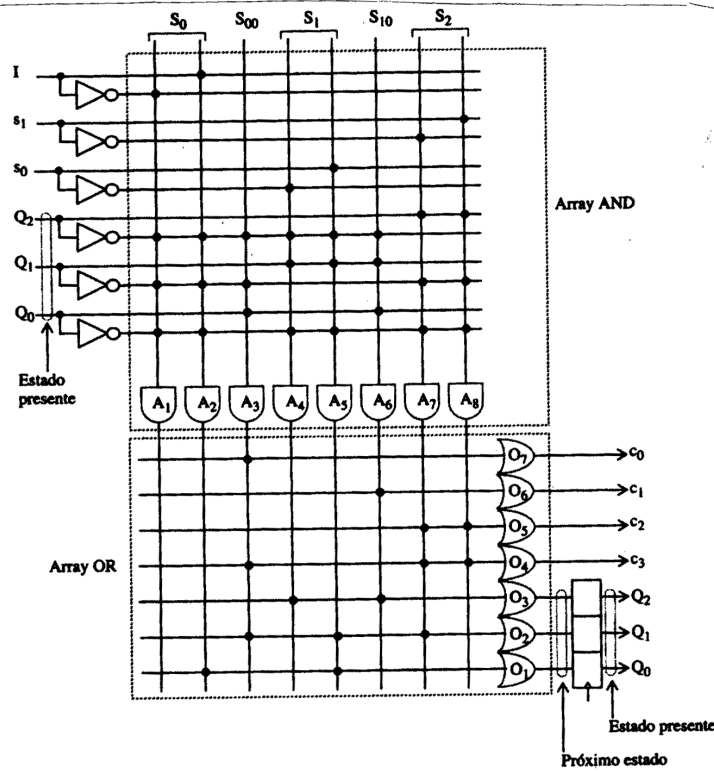 S₀ S₀₀ S₁ S₁₀ S₂
I
s₁
s₀
Q₂
Q₁
Q₀
Array AND
Estado
presente
A₁ A₂ A₃ A₄ A₅ A₆ A₇ A₈
O₇ c₀
O₆ c₁
O₅ c₂
Array OR
O₄ c₃
O₃ Q₂
O₂ Q₁
O₁ Q₀
Estado presente
Próximo estado